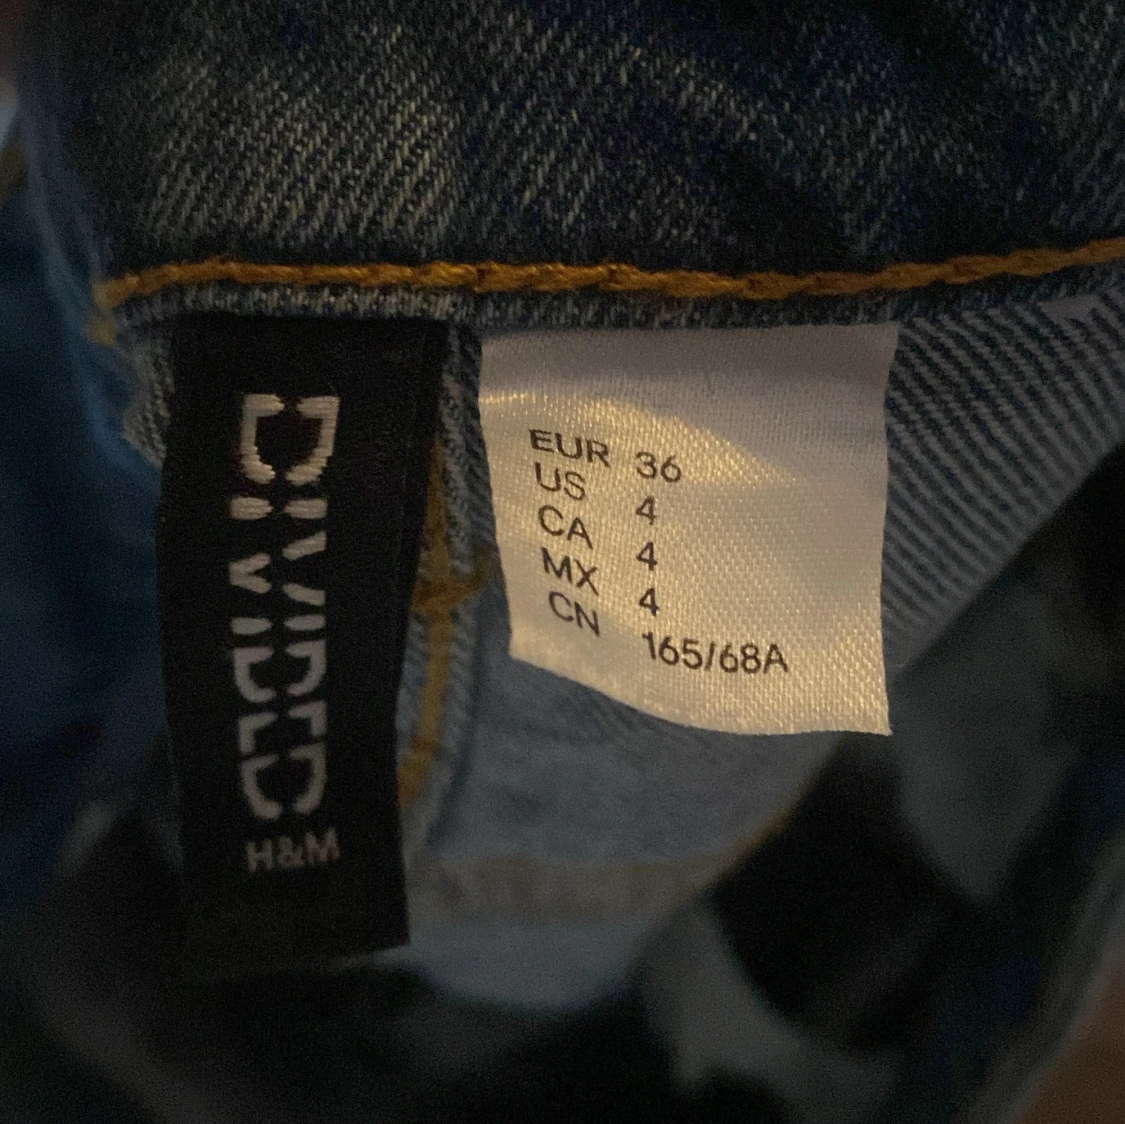 DIVIDED
H&M
EUR 36
US 4
CA 4
MX 4
CN 165/68A